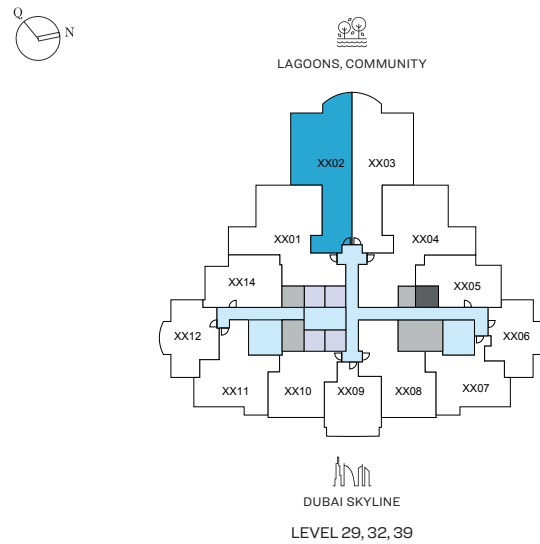 Q
N
LAGOONS, COMMUNITY
XX02
XX03
XX01
XX04
XX14
XX05
XX12
XX06
XX11
XX10
XX09
XX08
XX07
DUBAI SKYLINE
LEVEL 29, 32, 39